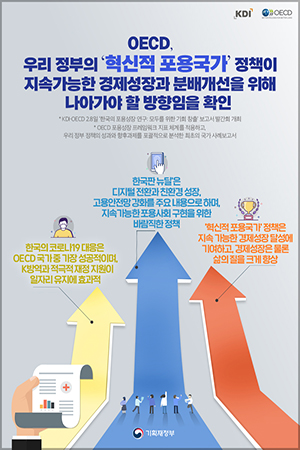 KDI OECD
OECD,
우리 정부의 '혁신적 포용국가' 정책이
지속가능한 경제성장과 분배개선을 위해
나아가야 할 방향임을 확인
* KDI·OECD 2.8일 '한국의 포용성장 연구: 모두를 위한 기회 창출' 보고서 발간회 개최
* OECD 포용성장 프레임워크 지표 체계를 적용하고,
우리 정부 정책의 성과와 향후과제를 포괄적으로 분석한 최초의 국가 사례보고서
한국판 뉴딜은
디지털 전환과 친환경 성장,
고용안전망 강화를 주요 내용으로 하며,
지속가능한 포용사회 구현을 위한
바람직한 정책
한국의 코로나19 대응은
OECD 국가 중 가장 성공적이며,
K방역과 적극적 재정 지원이
일자리 유지에 효과적
'혁신적 포용국가' 정책은
지속 가능한 경제성장 달성에
기여하고, 경제성장은 물론
삶의 질을 크게 향상
기획재정부